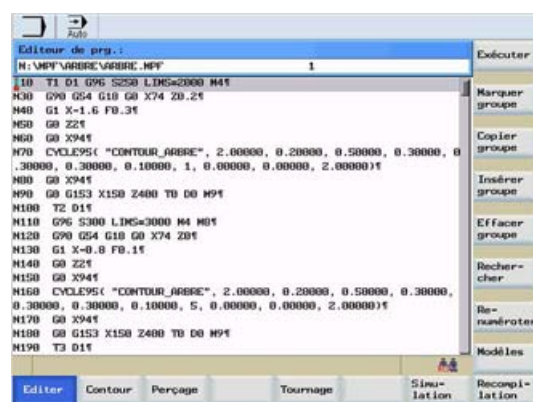 Auto
Editeur de prg.:
N:\MPF\ARBRE\ARBRE.MPF 1
10 T1 D1 G96 S250 LIMS=2000 M4¶
N30 G90 G54 G18 G0 X74 Z0.2¶
N40 G1 X-1.6 F0.3¶
N50 G0 Z2¶
N60 G0 X94¶
N70 CYCLE95( "CONTOUR_ARBRE", 2.00000, 0.20000, 0.50000, 0.30000, 0
.30000, 0.30000, 0.10000, 1, 0.00000, 0.00000, 2.00000)¶
N80 G0 X94¶
N90 G0 G153 X150 Z400 T0 D0 M9¶
N100 T2 D1¶
N110 G96 S300 LIMS=3000 M4 M8¶
N120 G90 G54 G18 G0 X74 Z0¶
N130 G1 X-0.8 F0.1¶
N140 G0 Z2¶
N150 G0 X94¶
N160 CYCLE95( "CONTOUR_ARBRE", 2.00000, 0.20000, 0.50000, 0.30000,
0.30000, 0.30000, 0.10000, 5, 0.00000, 0.00000, 2.00000)¶
N170 G0 X94¶
N180 G0 G153 X150 Z400 T0 D0 M9¶
N190 T3 D1¶
Exécuter
Marquer
groupe
Copier
groupe
Insérer
groupe
Effacer
groupe
Recher-
cher
Re-
numéroter
Modèles
Recompi-
lation
Editer Contour Perçage Tournage Simu-
lation